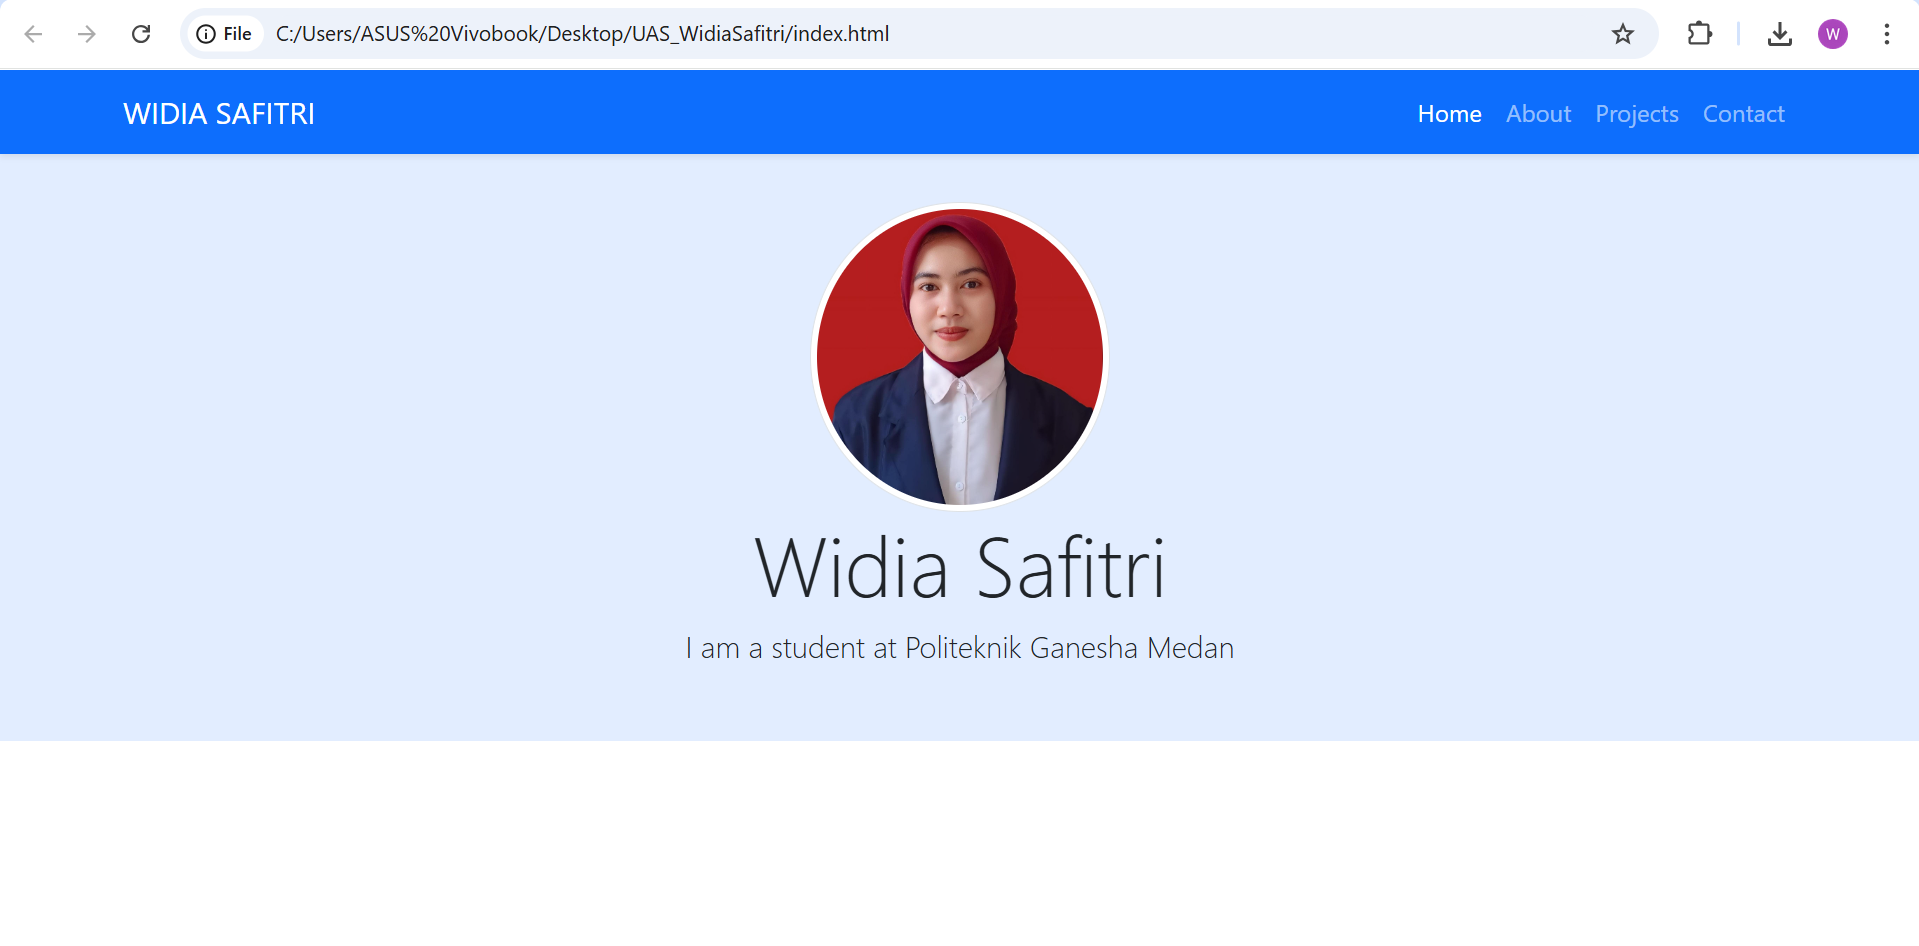 File C:/Users/ASUS%20Vivobook/Desktop/UAS_WidiaSafitri/index.html W
WIDIA SAFITRI Home About Projects Contact
Widia Safitri
I am a student at Politeknik Ganesha Medan